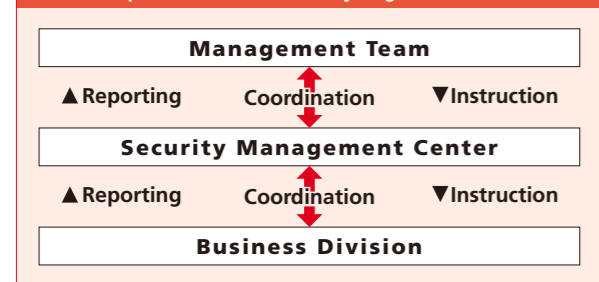 Management Team
▲Reporting Coordination ▼Instruction
Security Management Center
▲Reporting Coordination ▼Instruction
Business Division